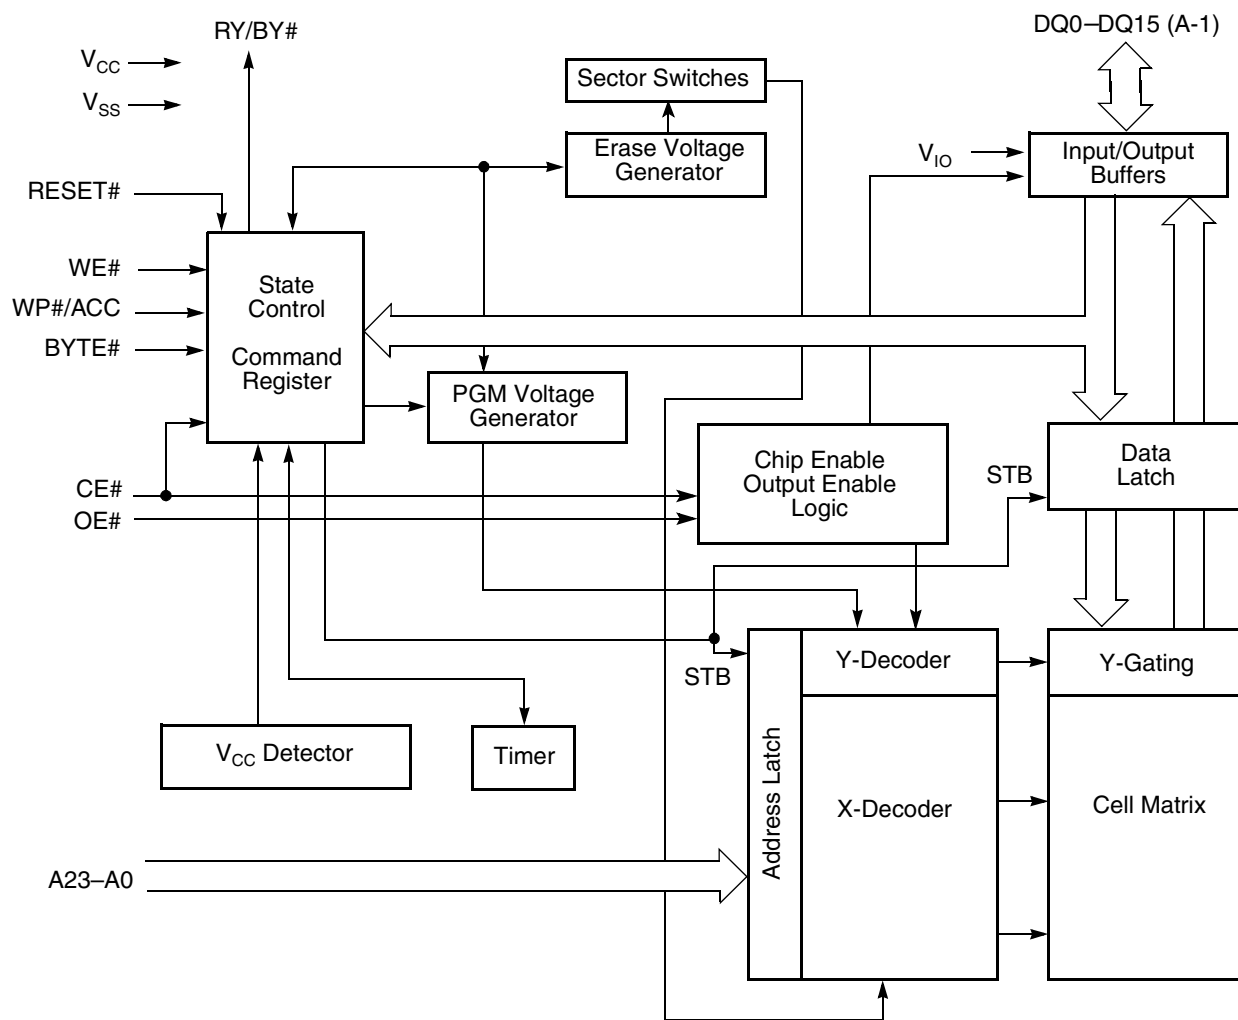 RY/BY#
DQ0–DQ15 (A-1)
VCC
VSS
Sector Switches
Erase Voltage
Generator
VIO
Input/Output
Buffers
RESET#
WE#
WP#/ACC
BYTE#
State
Control
Command
Register
PGM Voltage
Generator
CE#
OE#
Chip Enable
Output Enable
Logic
STB
Data
Latch
STB
Y-Decoder
Y-Gating
VCC Detector
Timer
Address Latch
X-Decoder
Cell Matrix
A23–A0